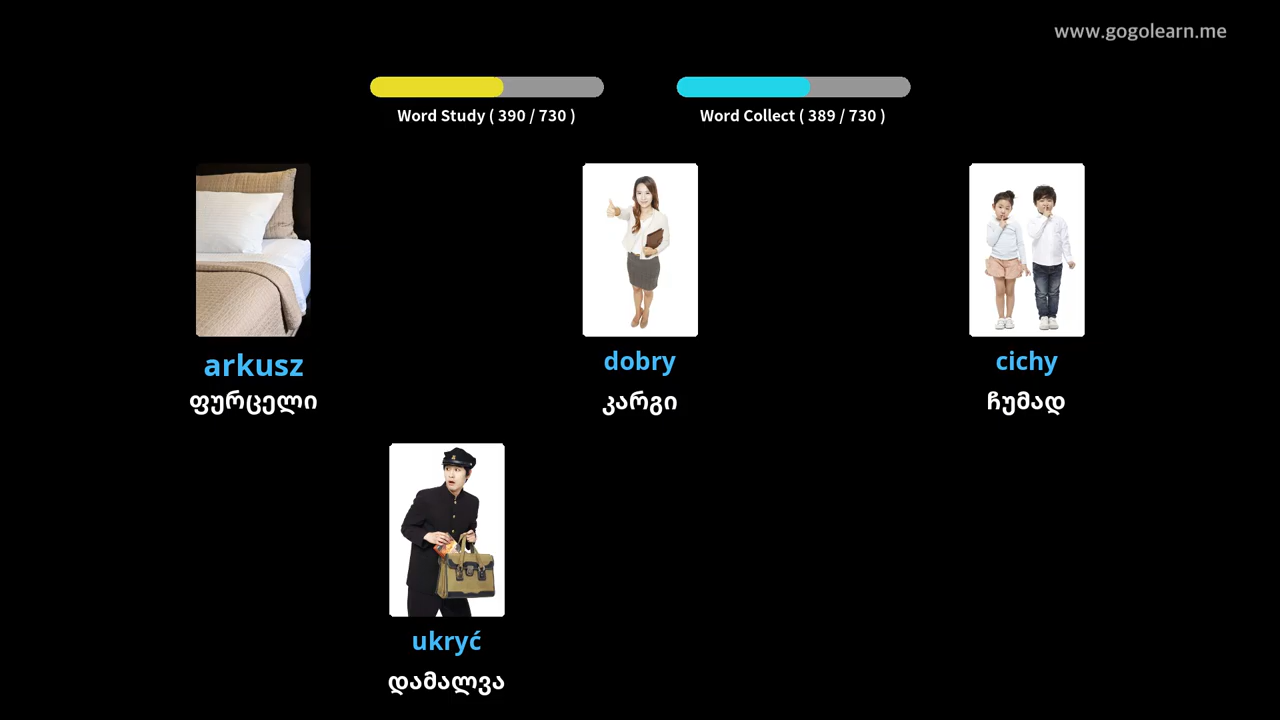 www.gogolearn.me
Word Study ( 390 / 730 )
Word Collect ( 389 / 730 )
arkusz
ფურცელი
dobry
კარგი
cichy
ჩუმად
ukryć
დამალვა